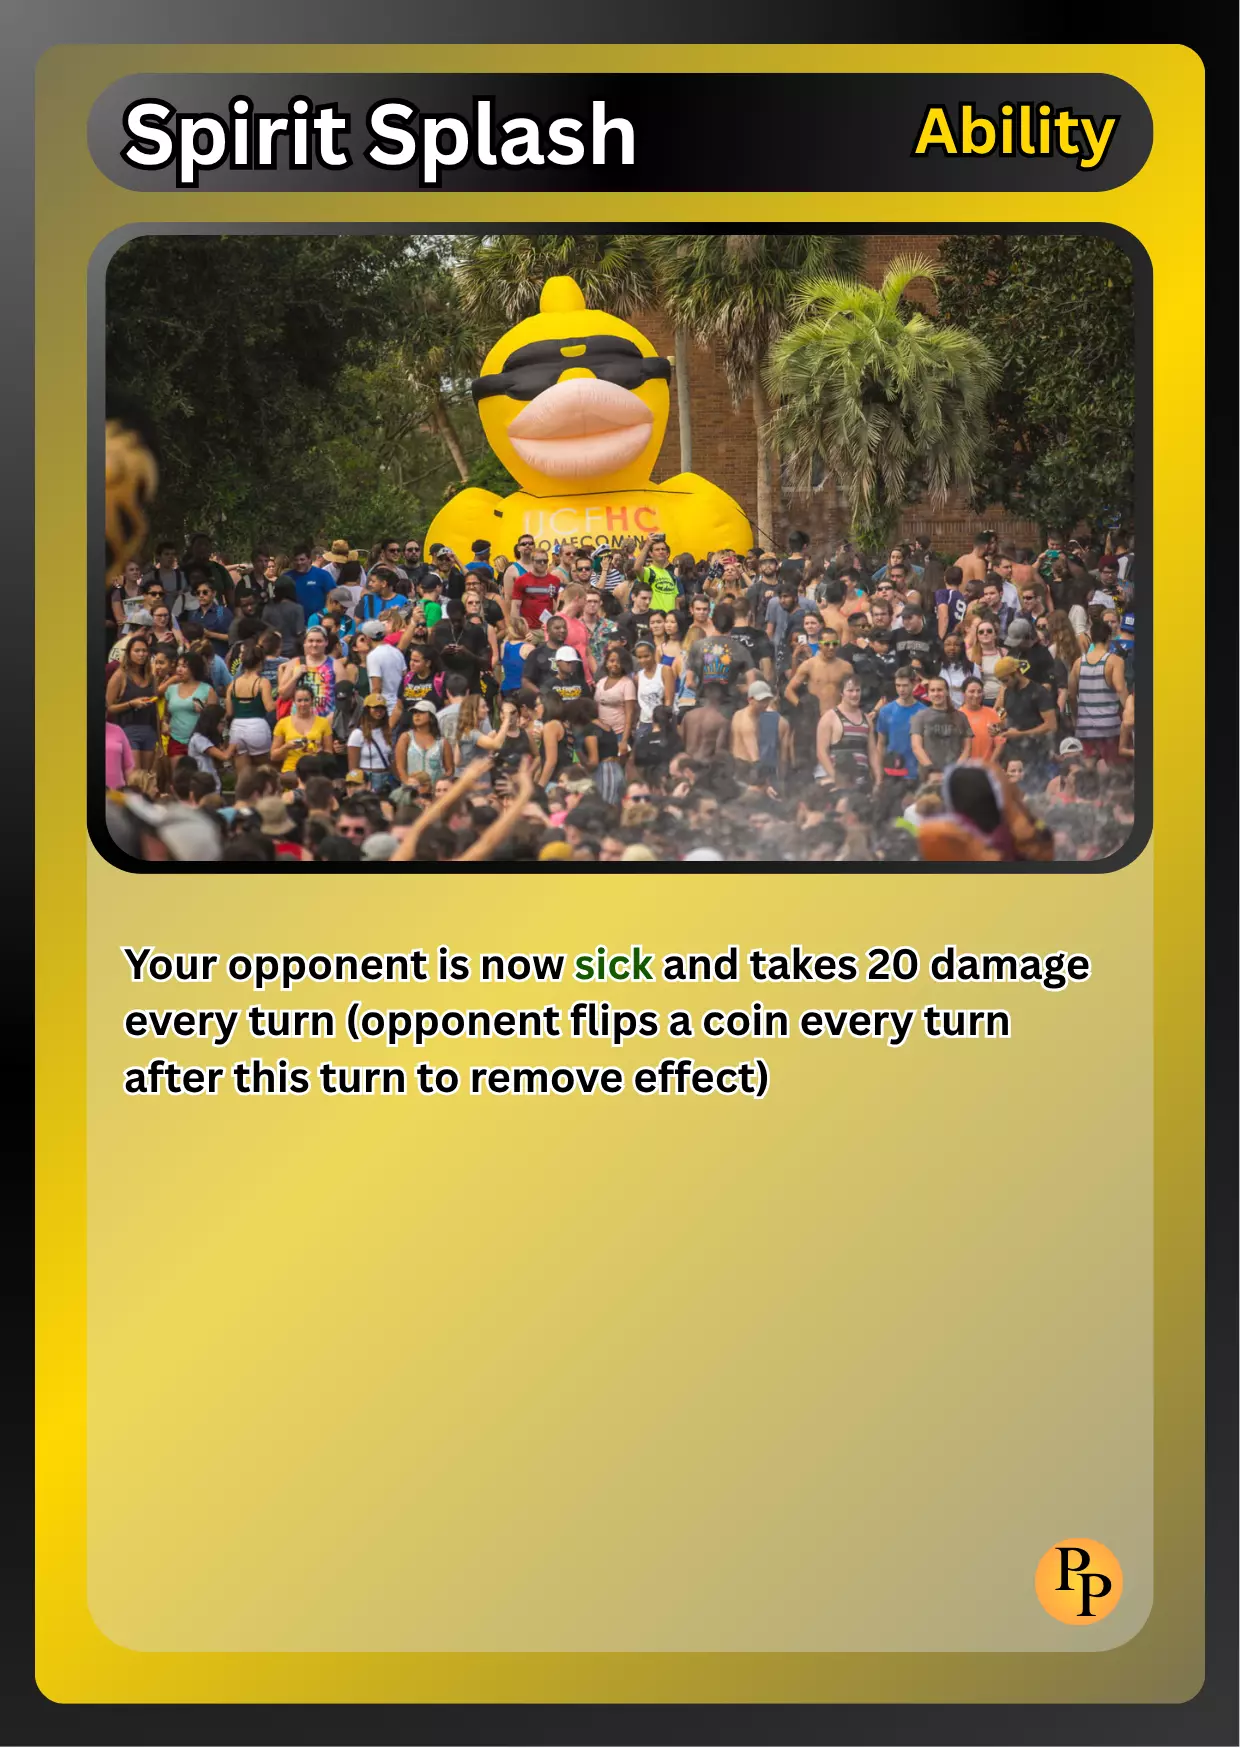 Spirit Splash
Ability
UCFHC
HOMECOMING
Your opponent is now sick and takes 20 damage
every turn (opponent flips a coin every turn
after this turn to remove effect)
PP